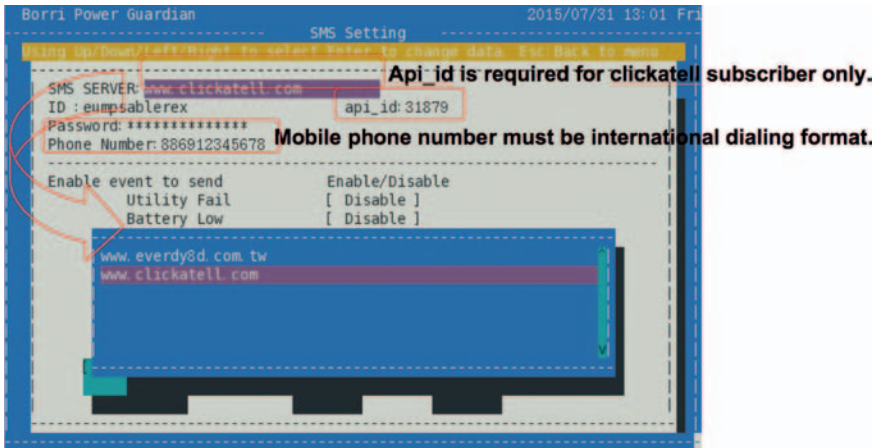 Borri Power Guardian 2015/07/31 13:01 Fri
SMS Setting
Using Up/Down/Left/Right to select Enter to change data. Esc:Back to menu
Api_id is required for clickatell subscriber only.
SMS SERVER: www.clickatell.com
ID : eumpsablerex api_id: 31879
Password: **************
Phone Number: 886912345678 Mobile phone number must be international dialing format.
Enable event to send Enable/Disable
Utility Fail [ Disable ]
Battery Low [ Disable ]
www.everdy8d.com.tw
www.clickatell.com